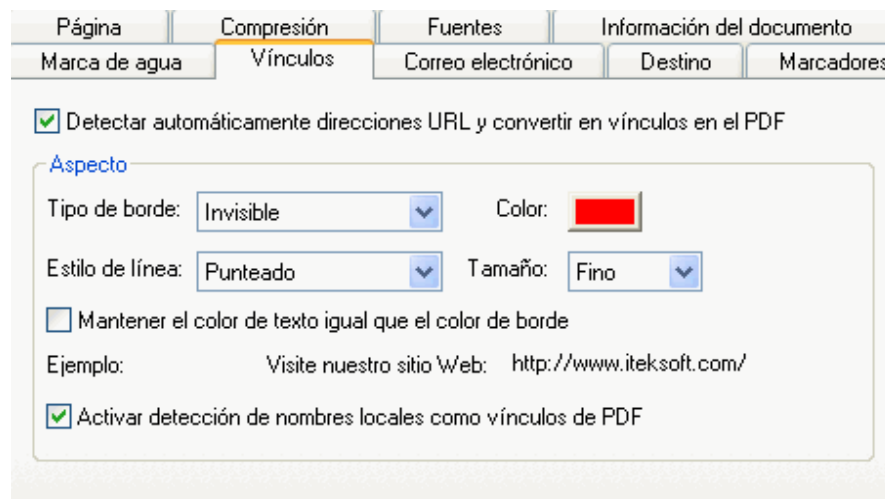 Página Compresión Fuentes Información del documento
Marca de agua Vínculos Correo electrónico Destino Marcadores
Detectar automáticamente direcciones URL y convertir en vínculos en el PDF
Aspecto
Tipo de borde: Invisible Color:
Estilo de línea: Punteado Tamaño: Fino
Mantener el color de texto igual que el color de borde
Ejemplo: Visite nuestro sitio Web: http://www.iteksoft.com/
Activar detección de nombres locales como vínculos de PDF